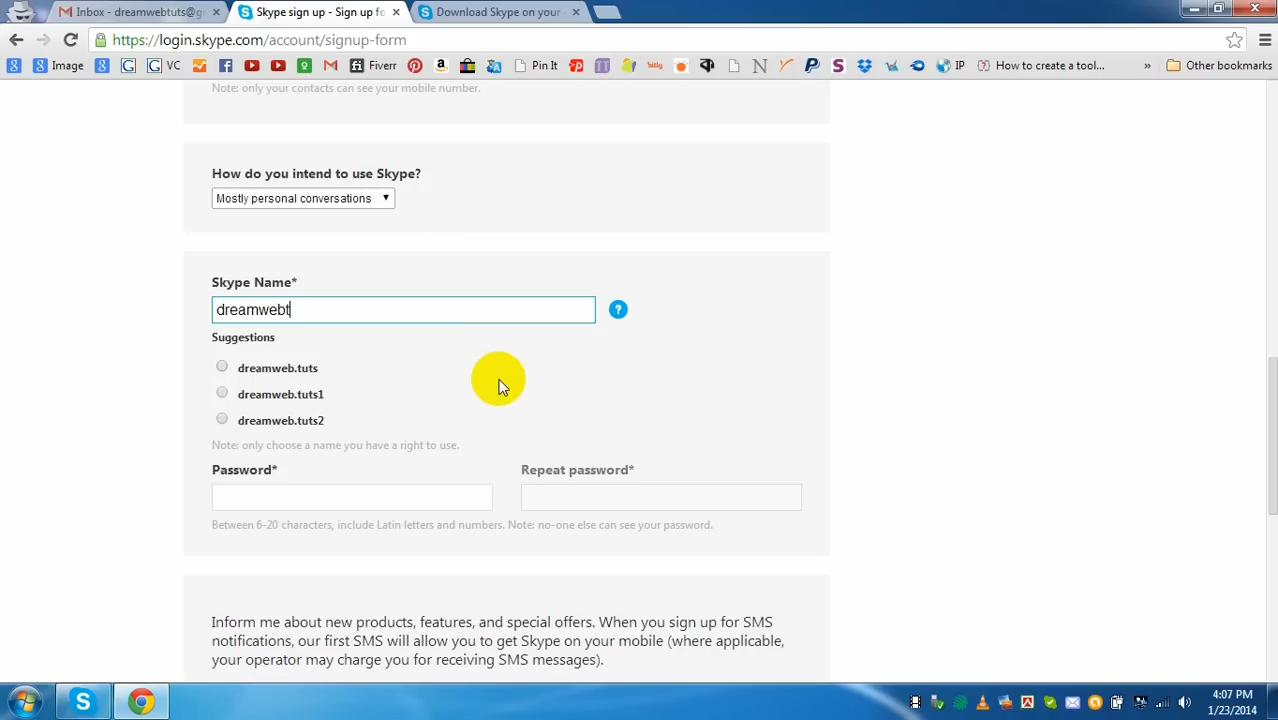 Inbox - dreamwebtuts@g
Skype sign up - Sign up fo
Download Skype on your
https://login.skype.com/account/signup-form
Image
VC
Fiverr
Pin It
bitly
IP
How to create a tool...
»
Other bookmarks
Note: only your contacts can see your mobile number.
How do you intend to use Skype?
Mostly personal conversations
Skype Name*
dreamwebt
?
Suggestions
dreamweb.tuts
dreamweb.tuts1
dreamweb.tuts2
Note: only choose a name you have a right to use.
Password* Repeat password*
Between 6-20 characters, include Latin letters and numbers. Note: no-one else can see your password.
Inform me about new products, features, and special offers. When you sign up for SMS
notifications, our first SMS will allow you to get Skype on your mobile (where applicable,
your operator may charge you for receiving SMS messages).
4:07 PM
1/23/2014